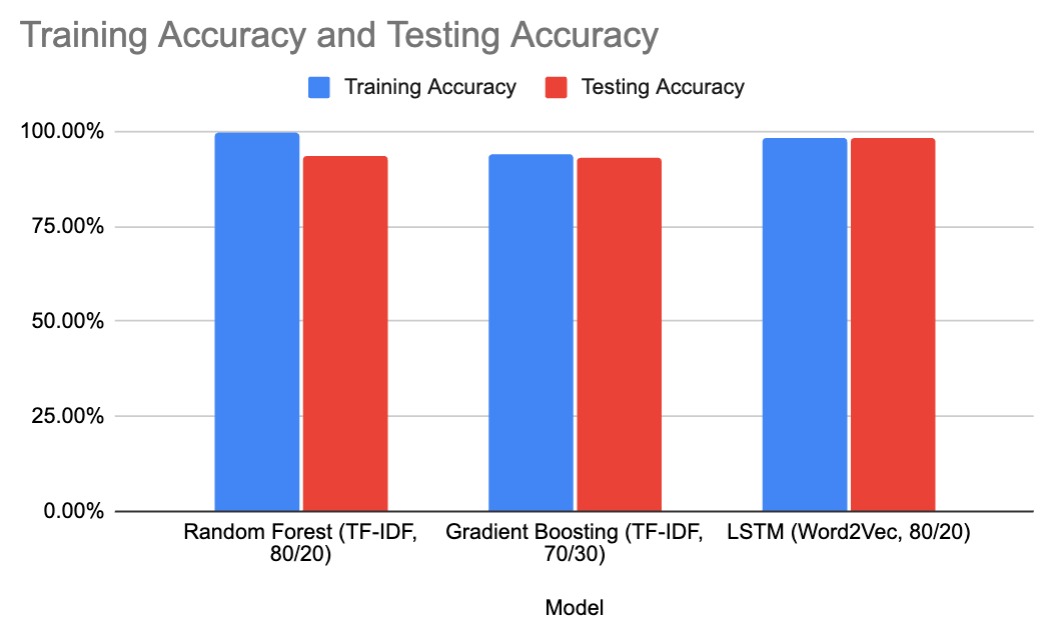 Training Accuracy and Testing Accuracy
Training Accuracy
Testing Accuracy
100.00%
75.00%
50.00%
25.00%
0.00%
Random Forest (TF-IDF,
80/20)
Gradient Boosting (TF-IDF,
70/30)
LSTM (Word2Vec, 80/20)
Model